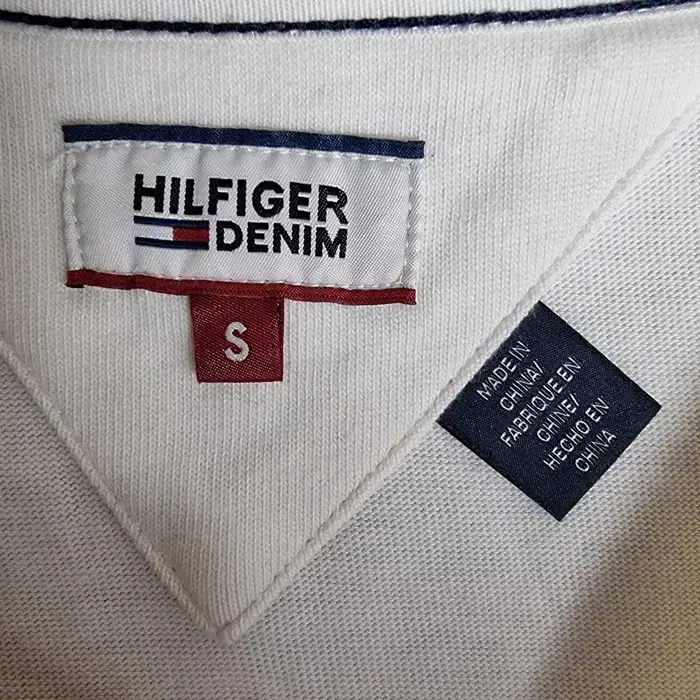 HILFIGER
DENIM
S
MADE IN
CHINA/
FABRIQUE EN
CHINE/
HECHO EN
CHINA